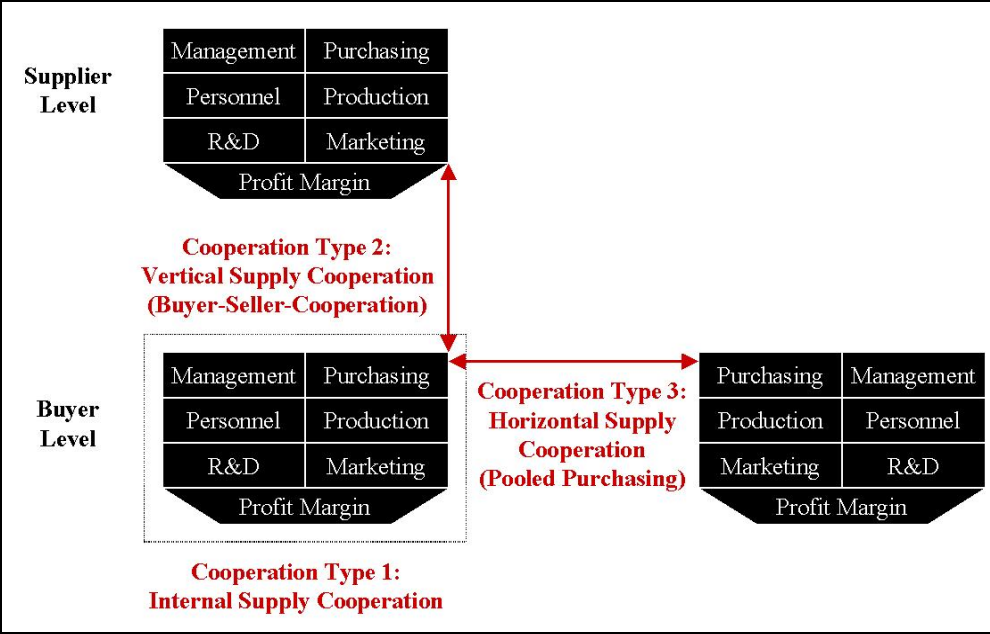 Supplier
Level
Management Purchasing
Personnel Production
R&D Marketing
Profit Margin
Cooperation Type 2:
Vertical Supply Cooperation
(Buyer-Seller-Cooperation)
Buyer
Level
Management Purchasing
Personnel Production
R&D Marketing
Profit Margin
Cooperation Type 3:
Horizontal Supply
Cooperation
(Pooled Purchasing)
Purchasing Management
Production Personnel
Marketing R&D
Profit Margin
Cooperation Type 1:
Internal Supply Cooperation